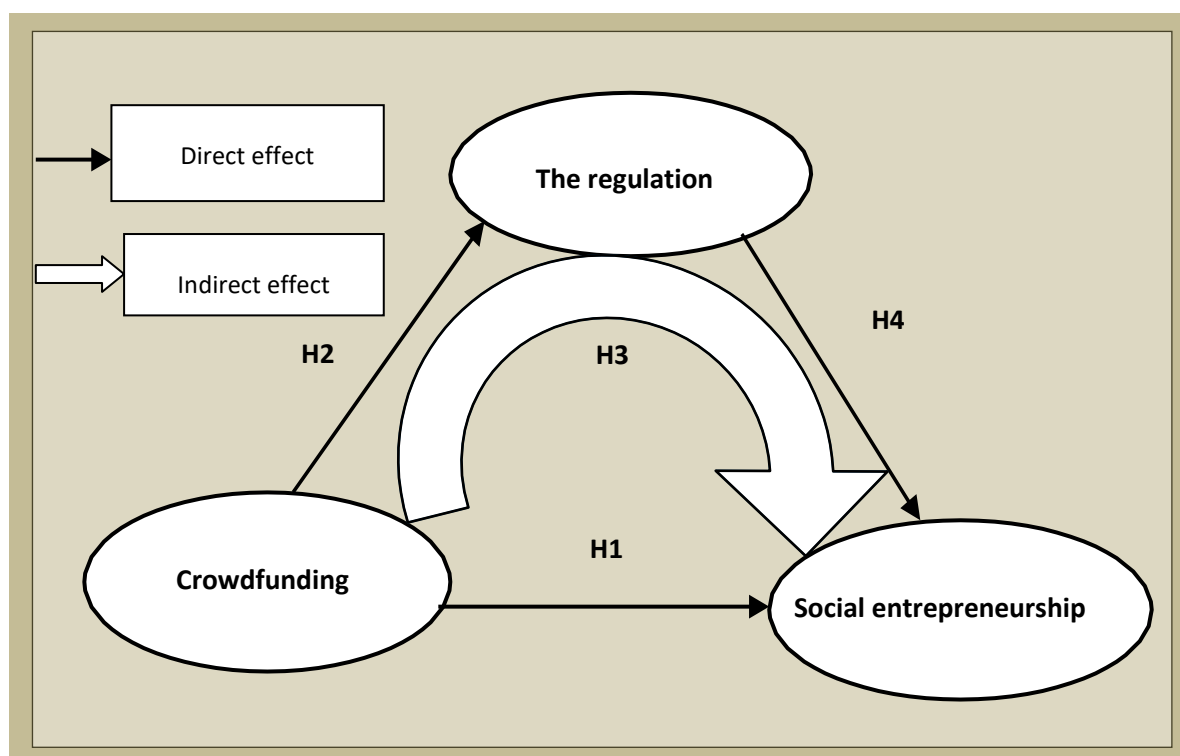 Direct effect
The regulation
Indirect effect
H4
H2
H3
H1
Crowdfunding
Social entrepreneurship